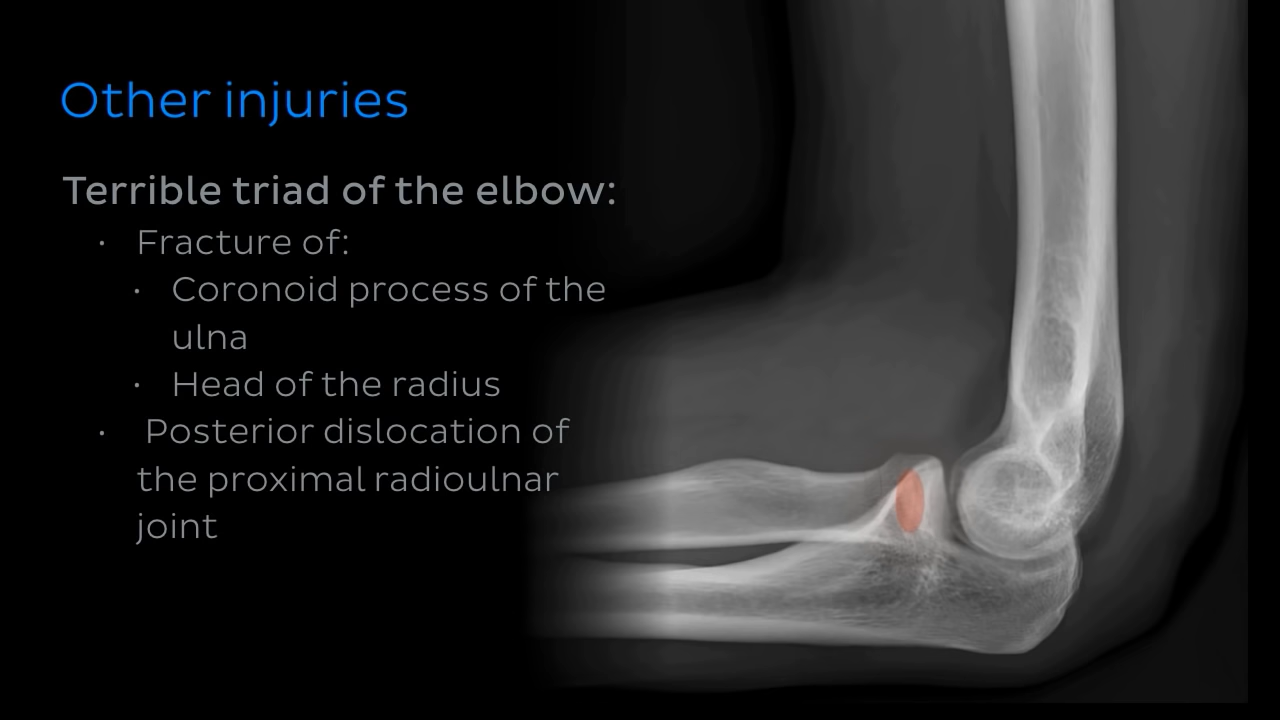 Other injuries
Terrible triad of the elbow:
· Fracture of:
· Coronoid process of the
ulna
· Head of the radius
· Posterior dislocation of
the proximal radioulnar
joint